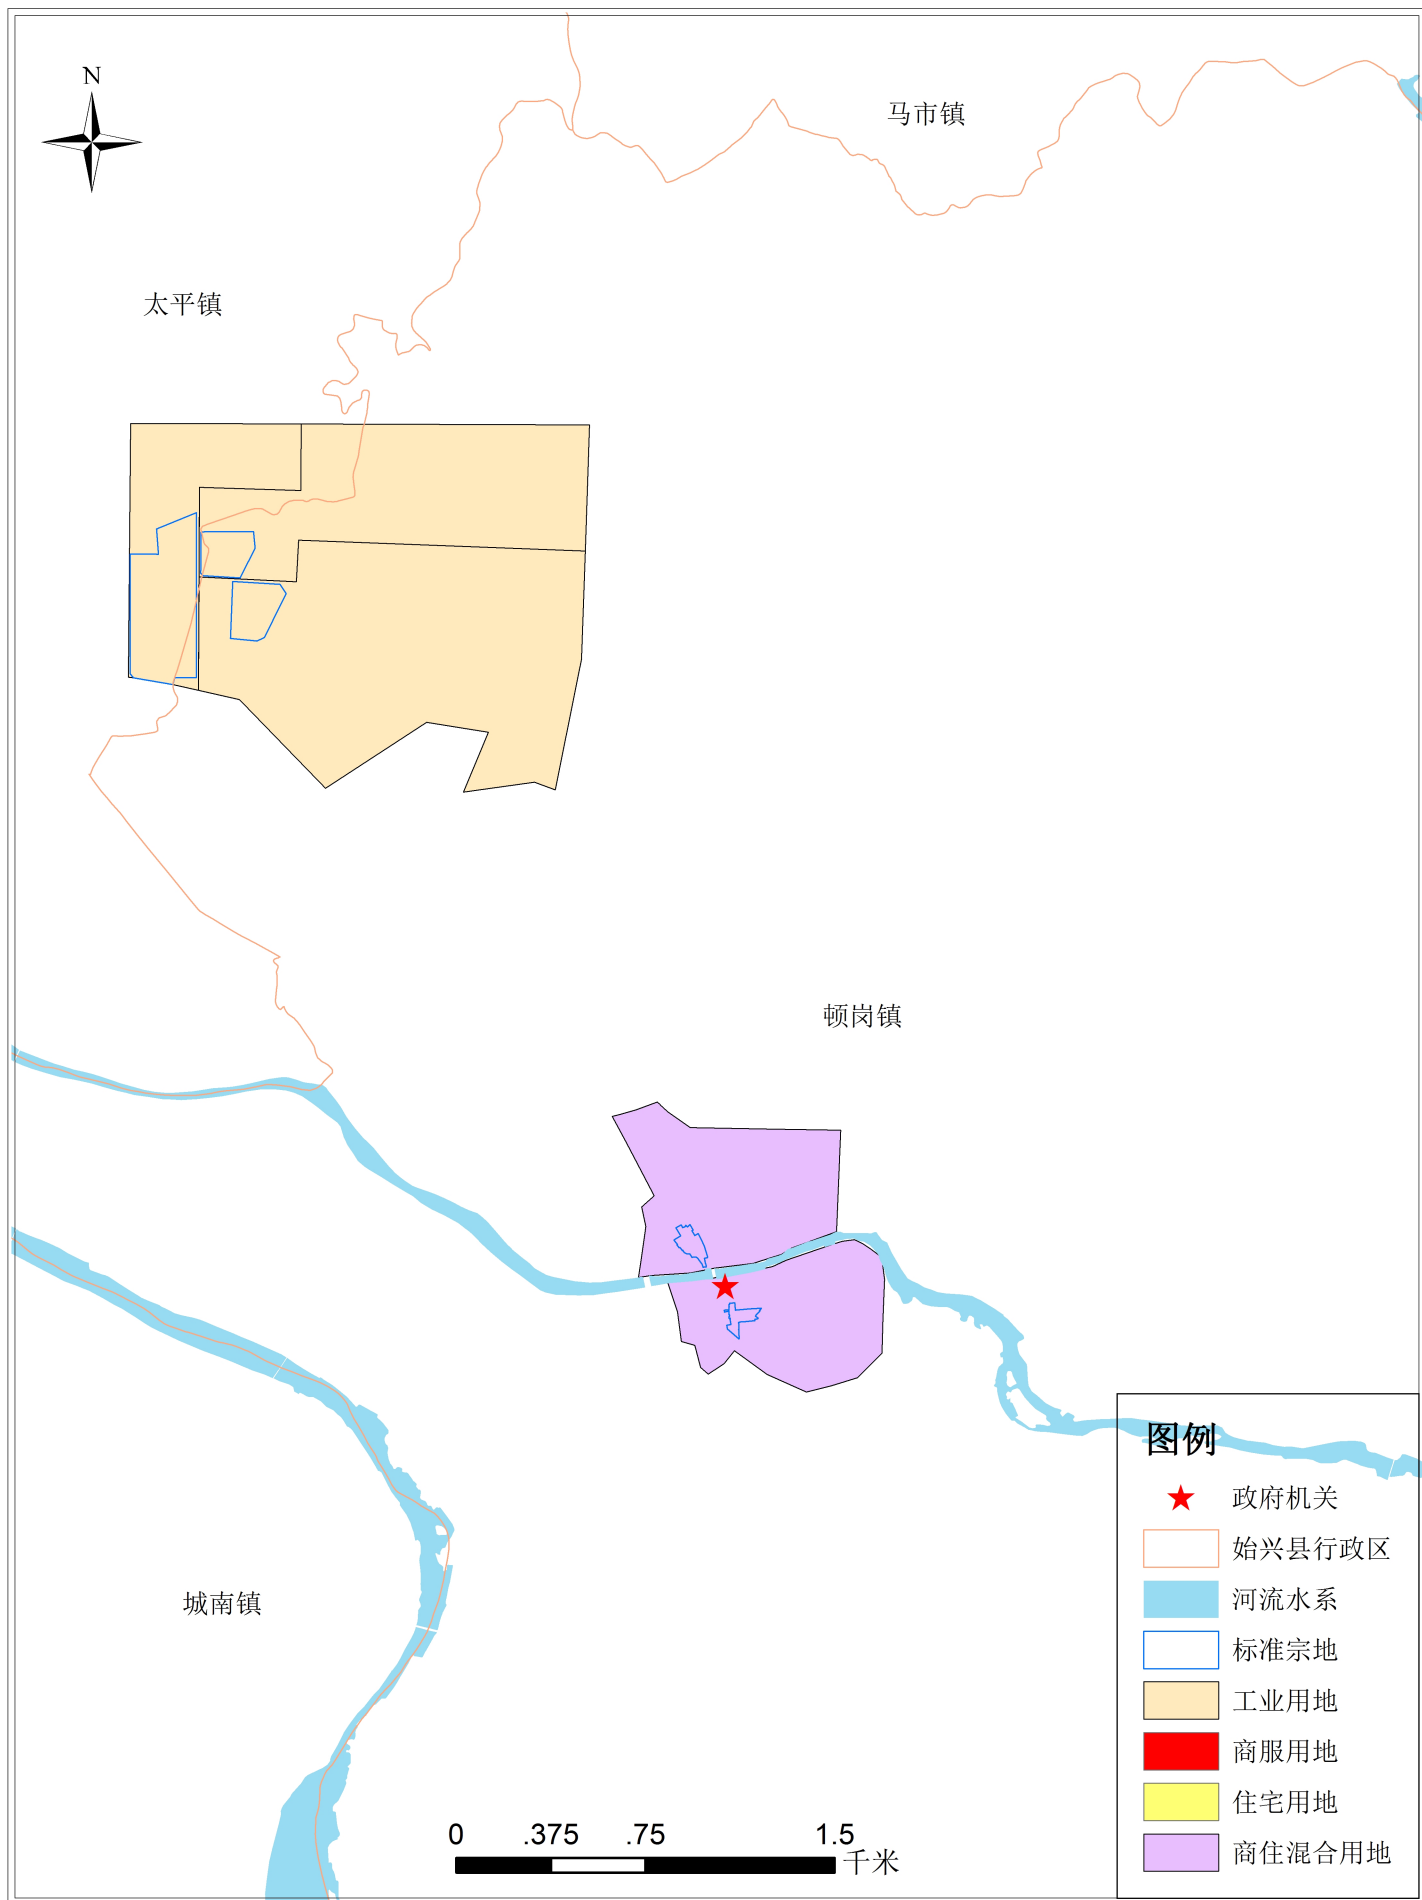 N
马市镇
太平镇
顿岗镇
城南镇
图例
政府机关
始兴县行政区
河流水系
标准宗地
工业用地
商服用地
住宅用地
商住混合用地
0 .375 .75 1.5
千米